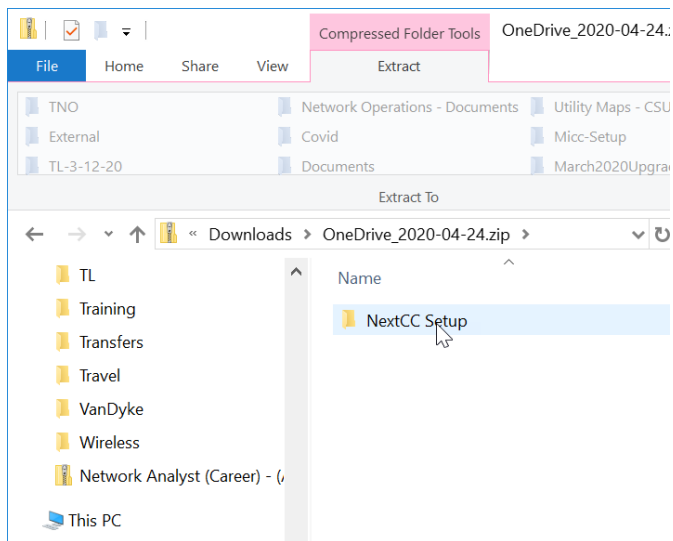 Compressed Folder Tools OneDrive_2020-04-24.
File Home Share View Extract
TNO Network Operations - Documents Utility Maps - CSU
External Covid Micc-Setup
TL-3-12-20 Documents March2020Upgra
Extract To
« Downloads > OneDrive_2020-04-24.zip >
TL
Name
Training
NextCC Setup
Transfers
Travel
VanDyke
Wireless
Network Analyst (Career) - (
This PC